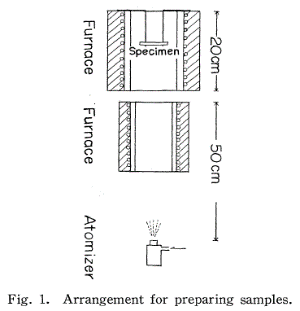 Furnace
Specimen
20cm
Furnace
50cm
Atomizer
Fig. 1. Arrangement for preparing samples.